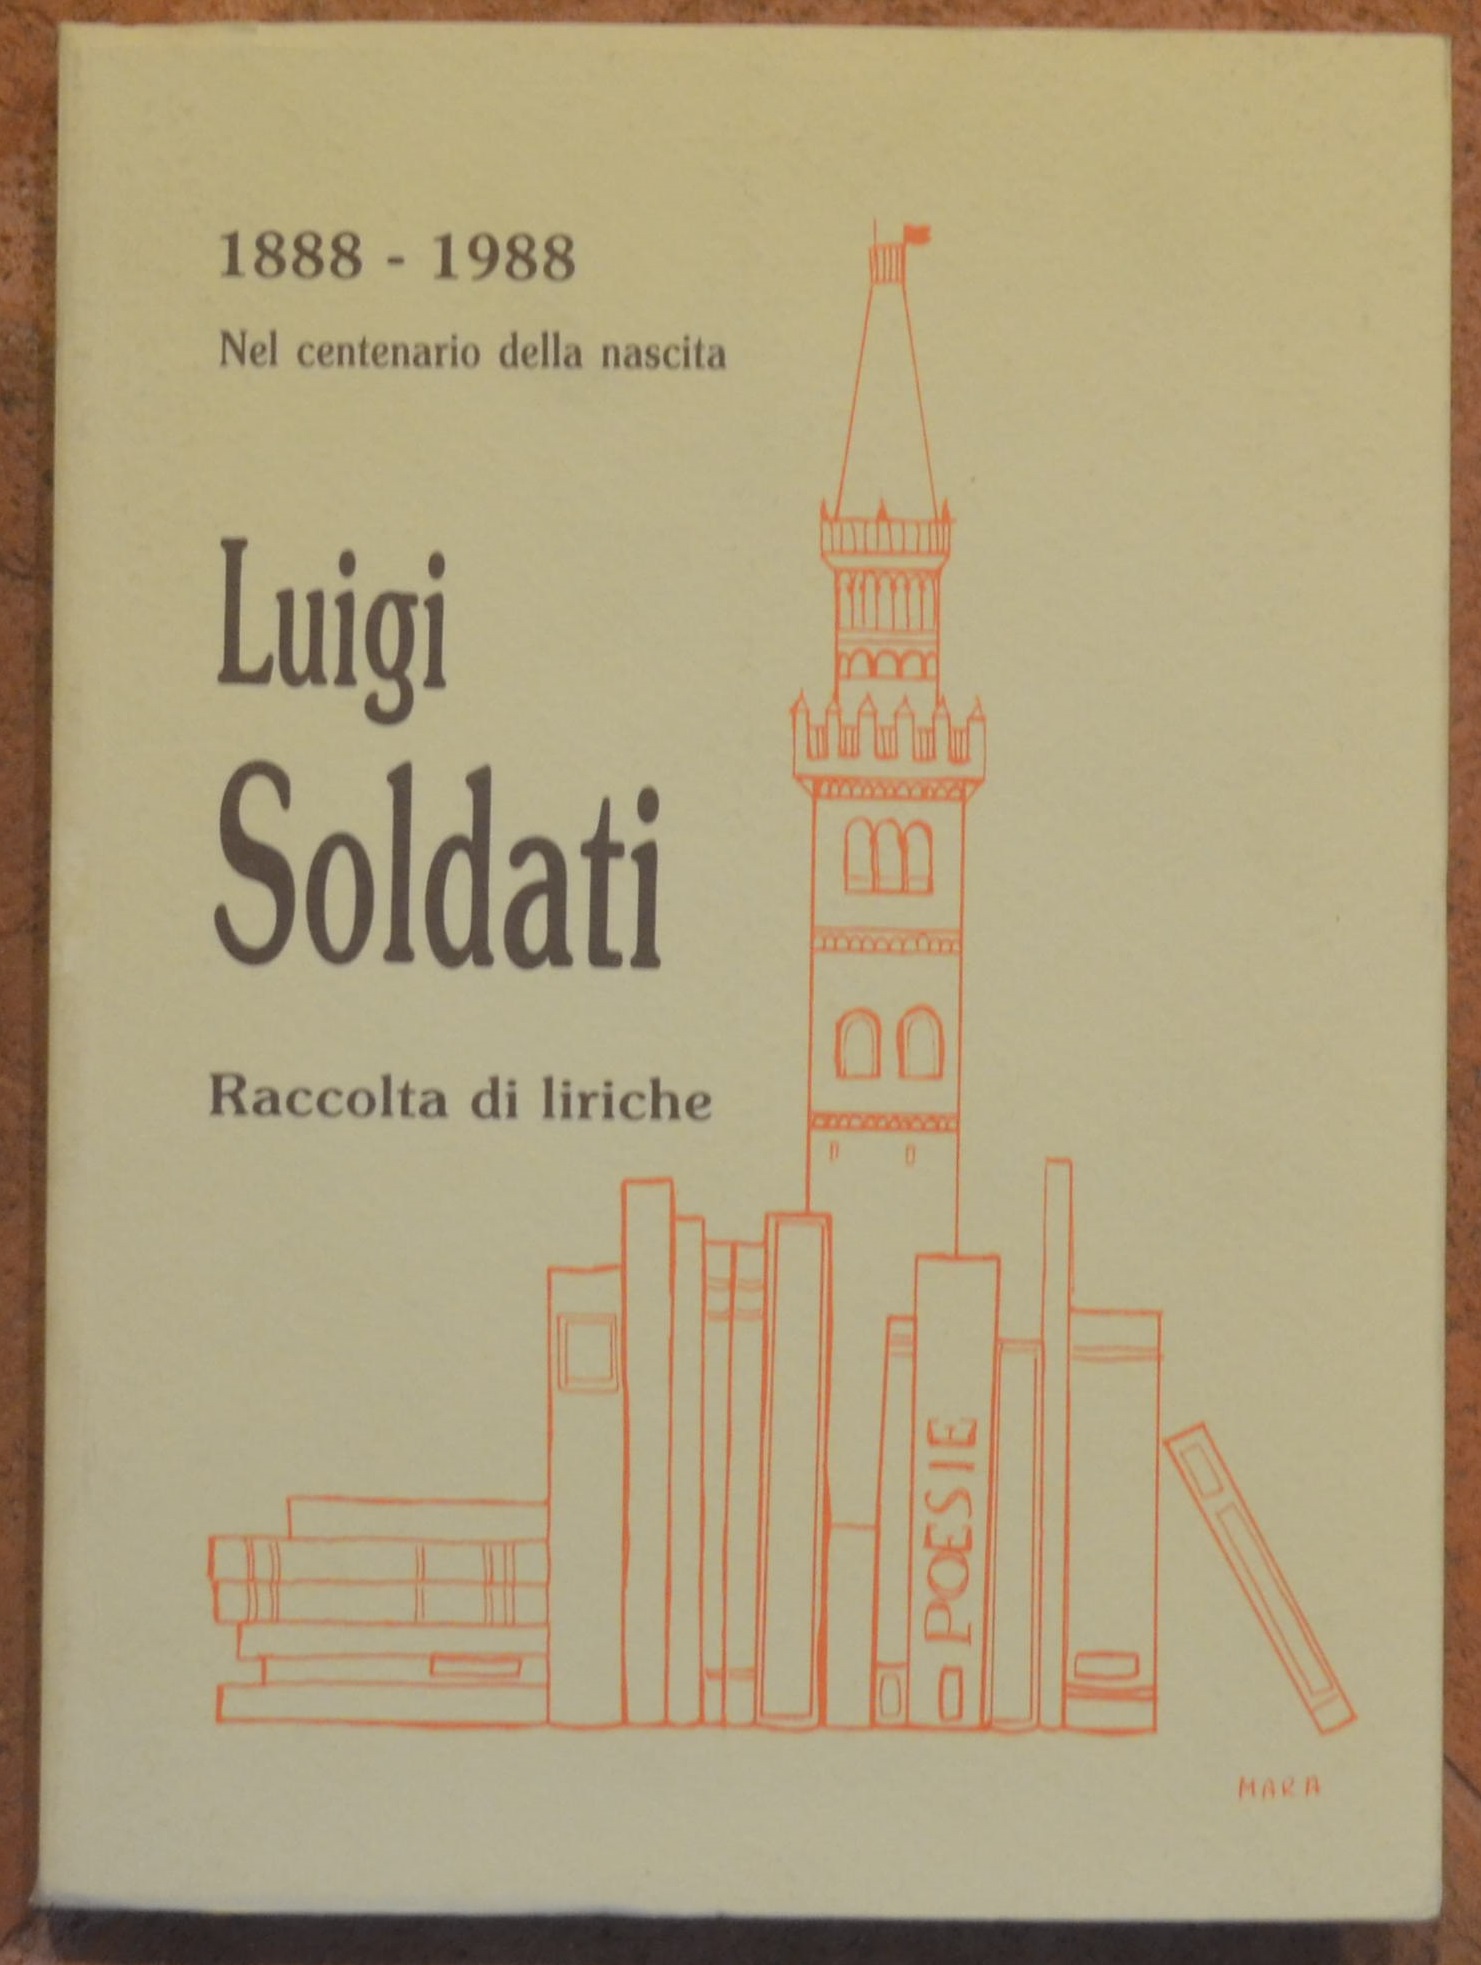 1888 - 1988
Nel centenario della nascita
Luigi
Soldati
Raccolta di liriche
POESIE
MARA